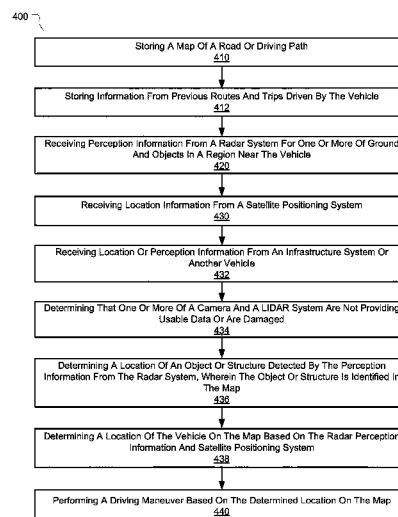 400
Storing A Map Of A Road Or Driving Path
410
Storing Information From Previous Routes And Trips Driven By The Vehicle
412
Receiving Perception Information From A Radar System For One Or More Of Ground
And Objects In A Region Near The Vehicle
420
Receiving Location Information From A Satellite Positioning System
430
Receiving Location Or Perception Information From An Infrastructure System Or
Another Vehicle
432
Determining That One Or More Of A Camera And A LIDAR System Are Not Providing
Usable Data Or Are Damaged
434
Determining A Location Of An Object Or Structure Detected By The Perception
Information From The Radar System, Wherein The Object Or Structure Is Identified In
The Map
436
Determining A Location Of The Vehicle On The Map Based On The Radar Perception
Information And Satellite Positioning System
438
Performing A Driving Maneuver Based On The Determined Location On The Map
440